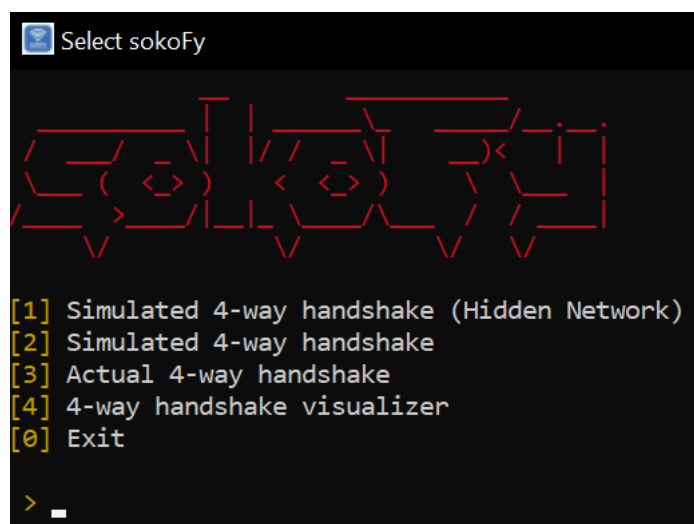 Select sokoFy
sokoFy
[1] Simulated 4-way handshake (Hidden Network)
[2] Simulated 4-way handshake
[3] Actual 4-way handshake
[4] 4-way handshake visualizer
[0] Exit
>